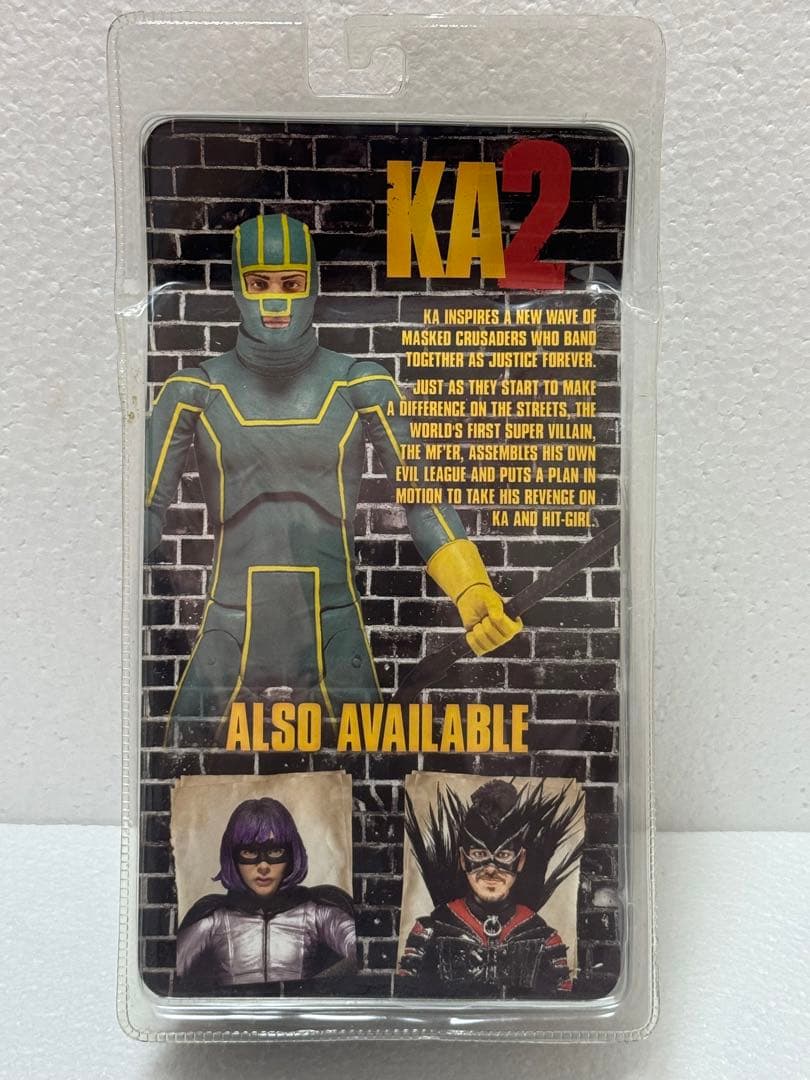 KA2
KA INSPIRES A NEW WAVE OF
MASKED CRUSADERS WHO BAND
TOGETHER AS JUSTICE FOREVER.
JUST AS THEY START TO MAKE
A DIFFERENCE ON THE STREETS, THE
WORLD'S FIRST SUPER VILLAIN,
THE MF'ER, ASSEMBLES HIS OWN
EVIL LEAGUE AND PUTS A PLAN IN
MOTION TO TAKE HIS REVENGE ON
KA AND HIT-GIRL.
ALSO AVAILABLE